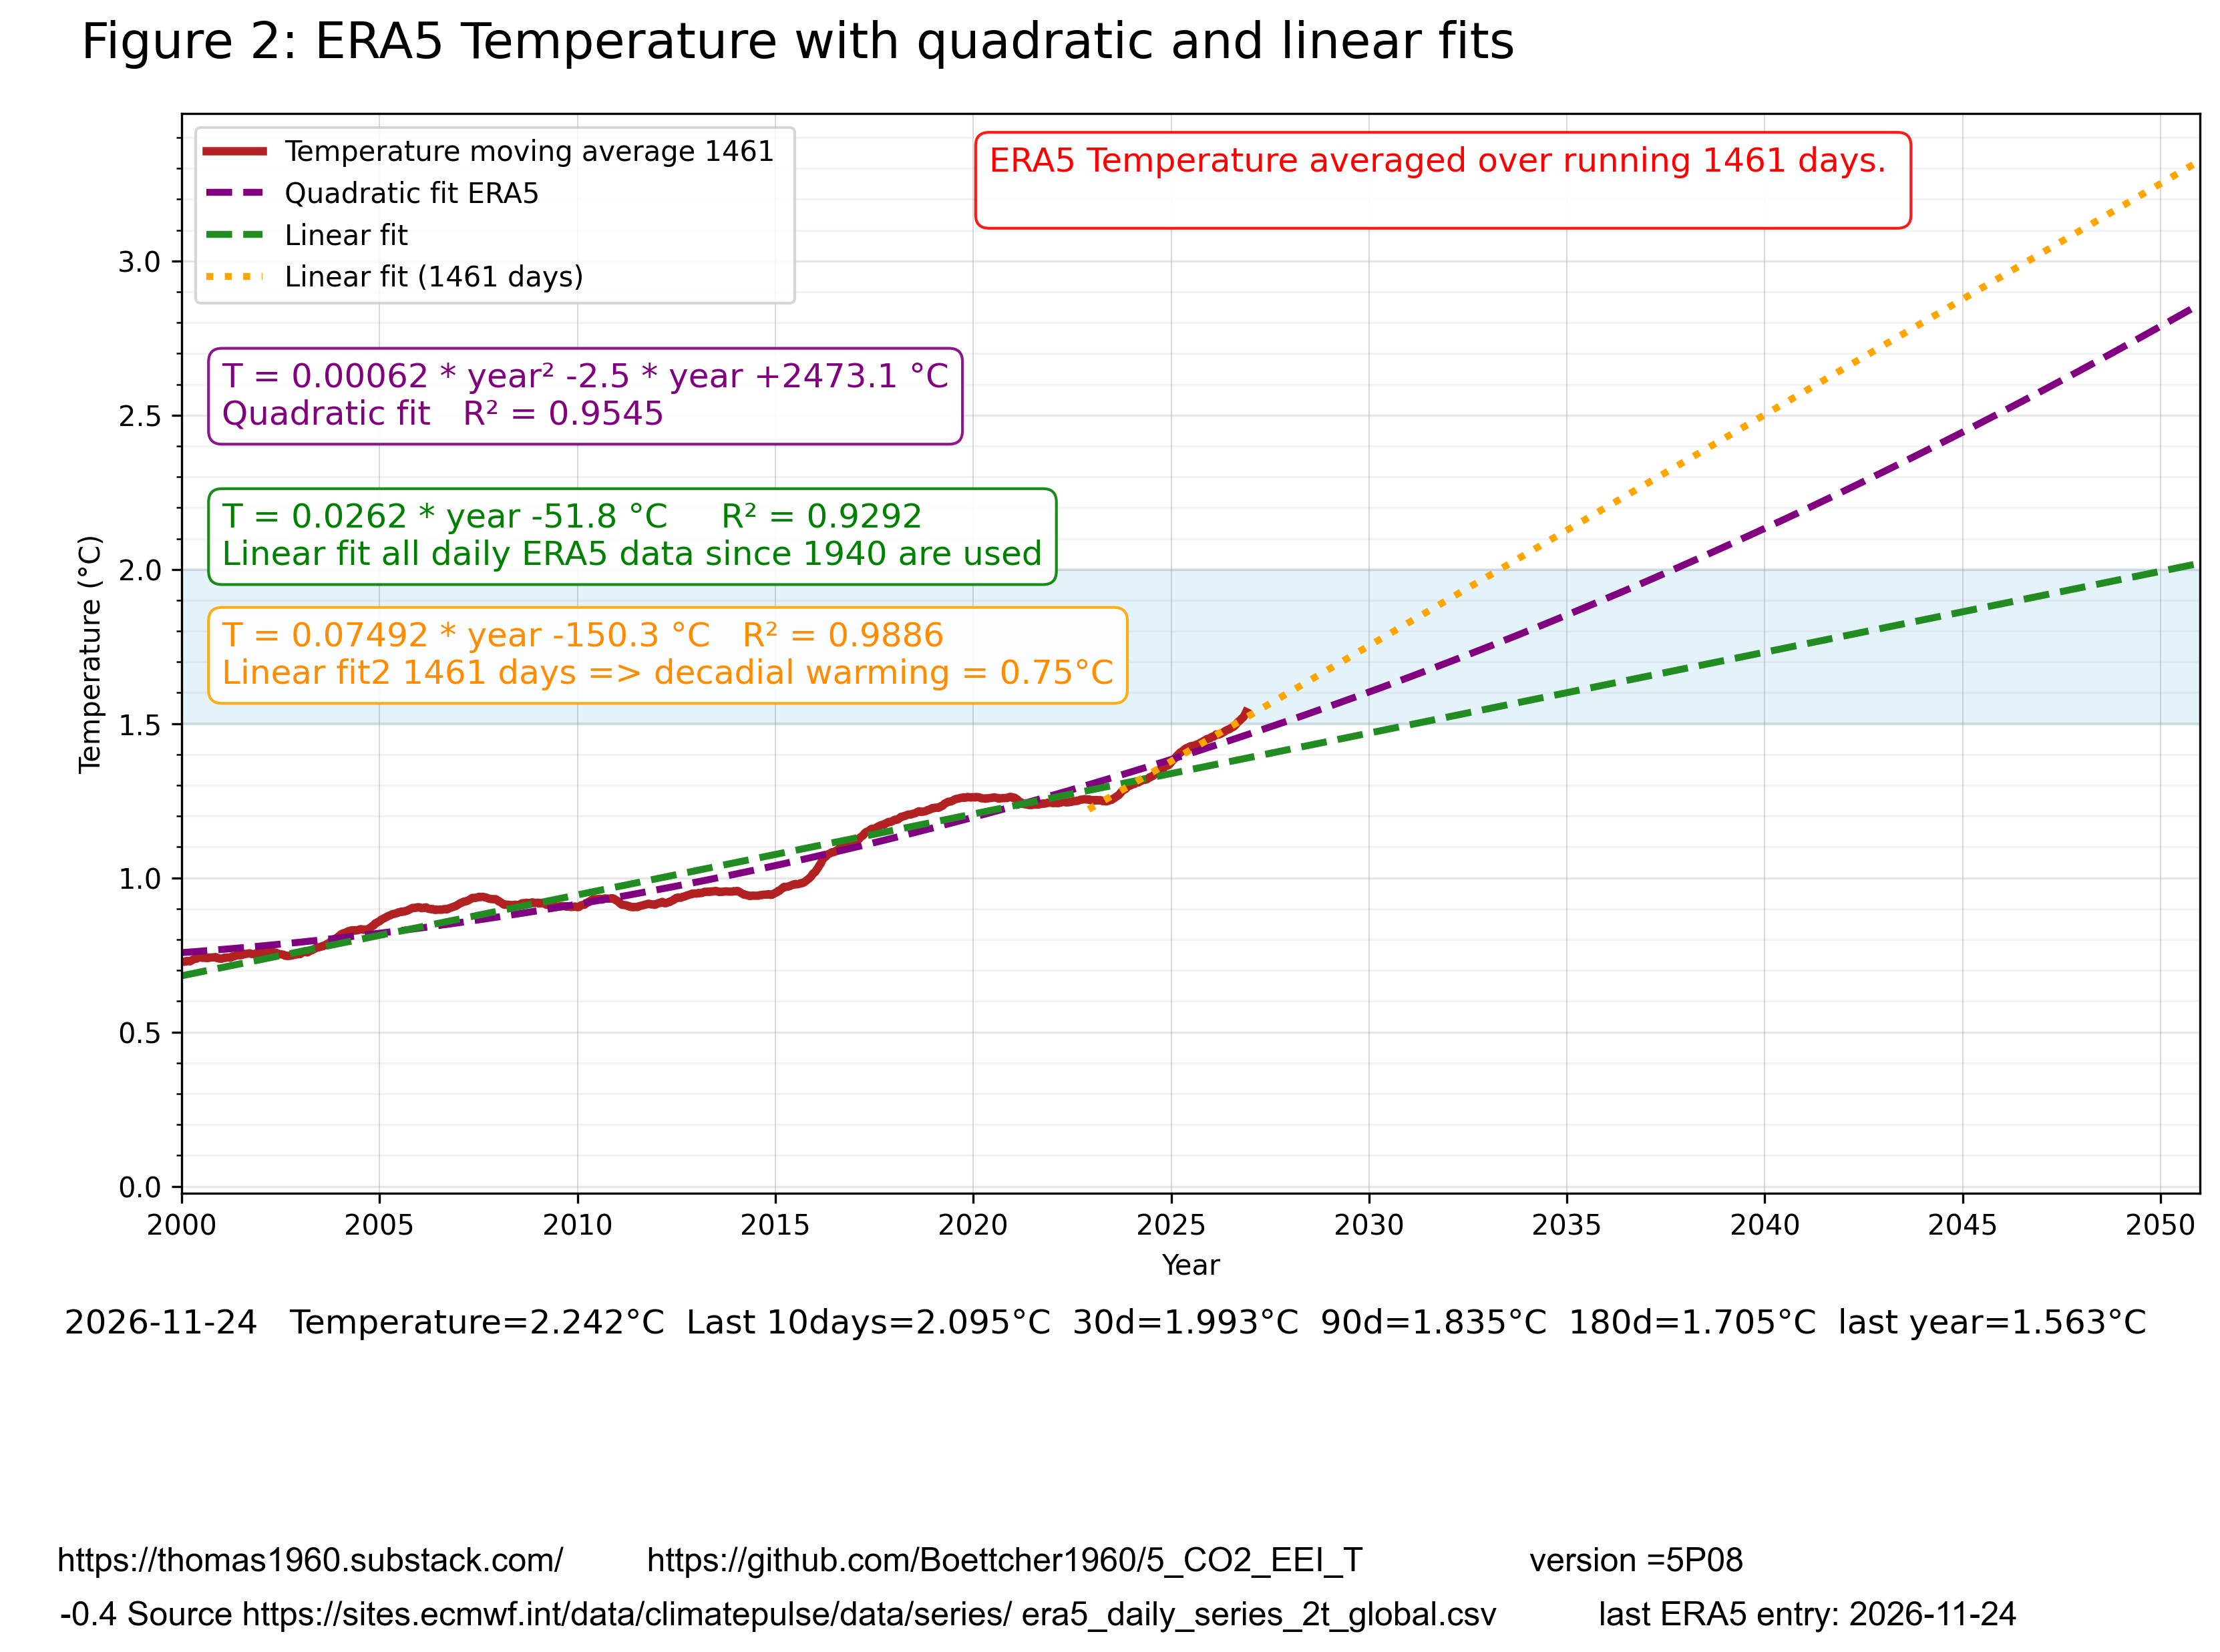 Figure 2: ERA5 Temperature with quadratic and linear fits
Temperature moving average 1461
Quadratic fit ERA5
Linear fit
Linear fit (1461 days)
ERA5 Temperature averaged over running 1461 days.
T = 0.00062 * year² -2.5 * year +2473.1 °C
Quadratic fit R² = 0.9545
T = 0.0262 * year -51.8 °C R² = 0.9292
Linear fit all daily ERA5 data since 1940 are used
T = 0.07492 * year -150.3 °C R² = 0.9886
Linear fit2 1461 days => decadial warming = 0.75°C
Temperature (°C)
3.0
2.5
2.0
1.5
1.0
0.5
0.0
2000 2005 2010 2015 2020 2025 2030 2035 2040 2045 2050
Year
2026-11-24 Temperature=2.242°C Last 10days=2.095°C 30d=1.993°C 90d=1.835°C 180d=1.705°C last year=1.563°C
https://thomas1960.substack.com/ https://github.com/Boettcher1960/5_CO2_EEI_T version =5P08
-0.4 Source https://sites.ecmwf.int/data/climatepulse/data/series/ era5_daily_series_2t_global.csv last ERA5 entry: 2026-11-24